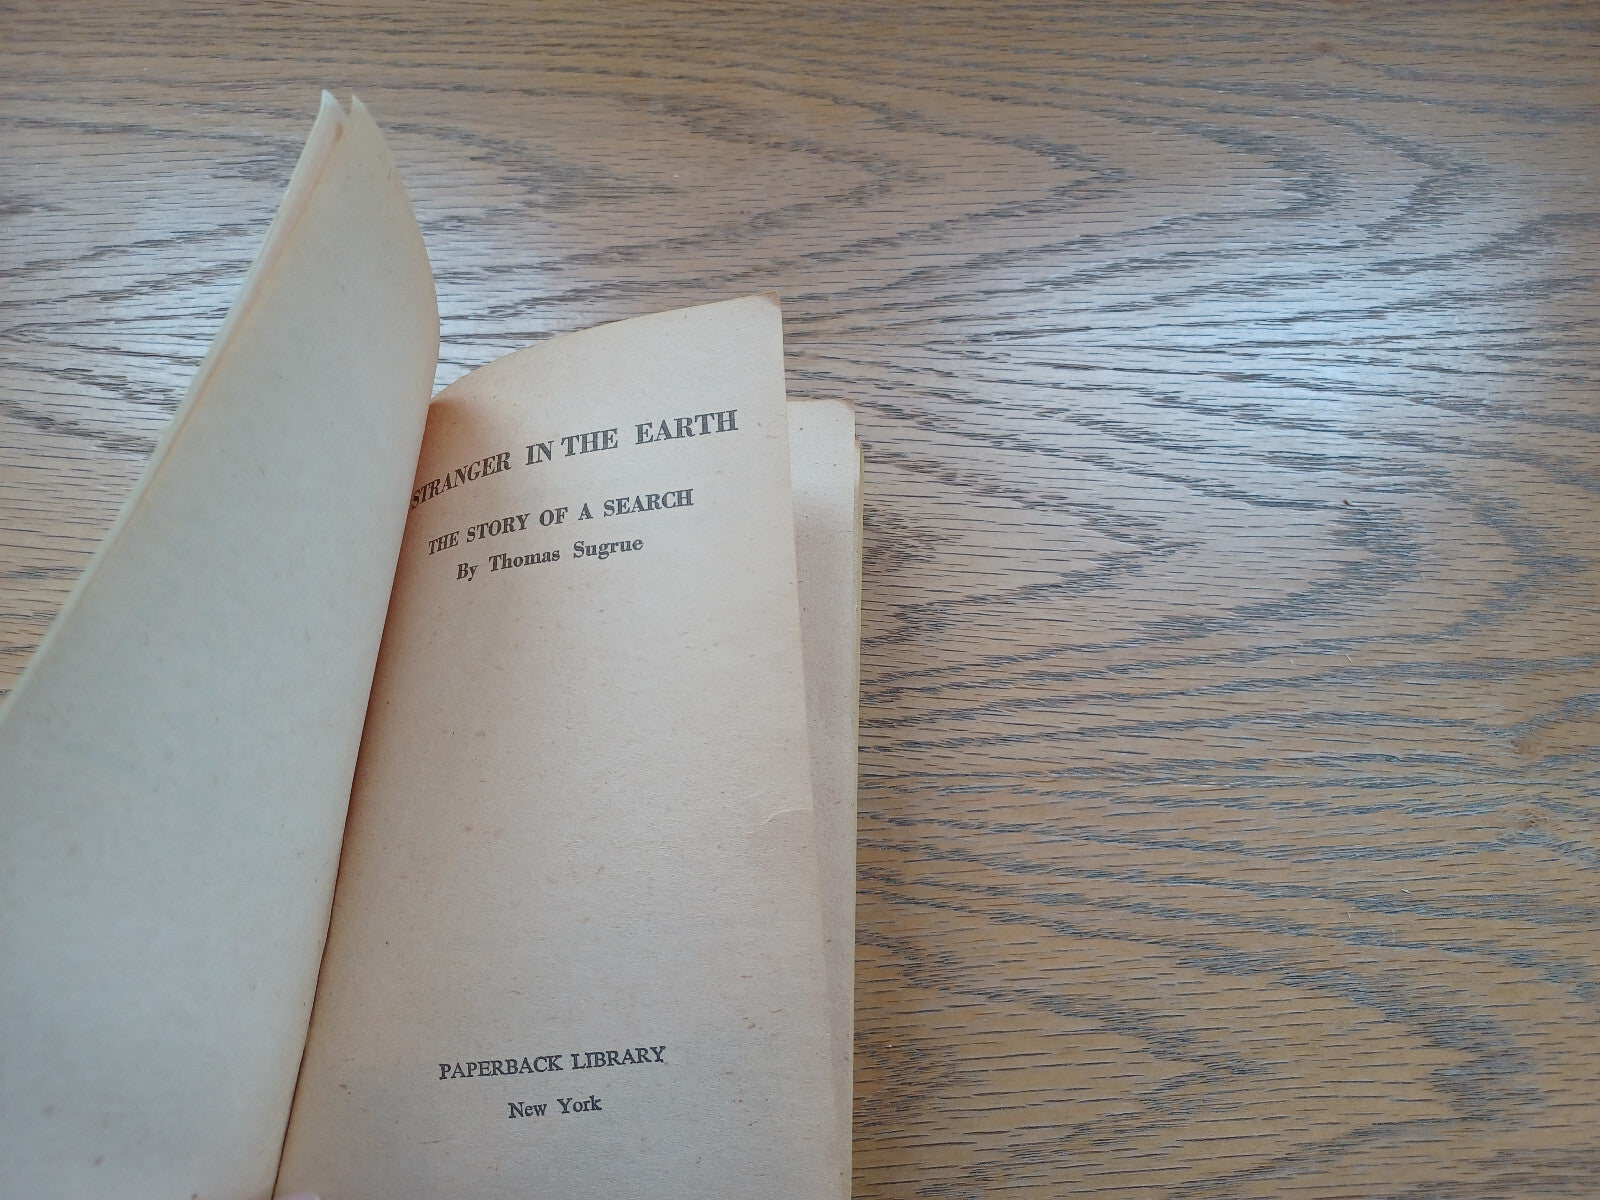 STRANGER IN THE EARTH
THE STORY OF A SEARCH
By Thomas Sugrue
PAPERBACK LIBRARY
New York